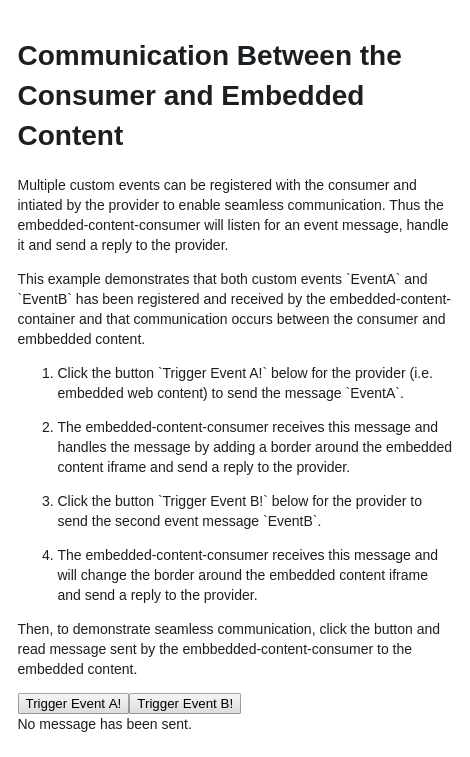 Communication Between the
Consumer and Embedded
Content
Multiple custom events can be registered with the consumer and
intiated by the provider to enable seamless communication. Thus the
embedded-content-consumer will listen for an event message, handle
it and send a reply to the provider.
This example demonstrates that both custom events `EventA` and
`EventB` has been registered and received by the embedded-content-
container and that communication occurs between the consumer and
embbedded content.
1. Click the button `Trigger Event A!` below for the provider (i.e.
embedded web content) to send the message `EventA`.
2. The embedded-content-consumer receives this message and
handles the message by adding a border around the embedded
content iframe and send a reply to the provider.
3. Click the button `Trigger Event B!` below for the provider to
send the second event message `EventB`.
4. The embedded-content-consumer receives this message and
will change the border around the embedded content iframe
and send a reply to the provider.
Then, to demonstrate seamless communication, click the button and
read message sent by the embbedded-content-consumer to the
embedded content.
Trigger Event A! Trigger Event B!
No message has been sent.